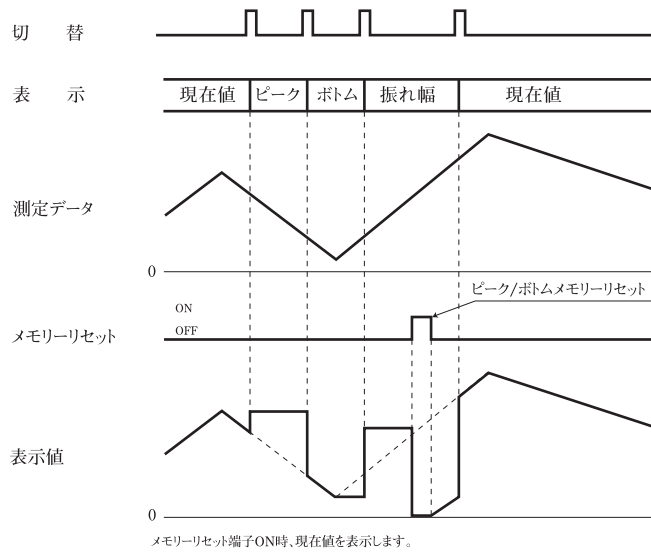 切 替
表 示
現在値 ピーク ボトム 振れ幅 現在値
測定データ
0
ピーク/ボトムメモリーリセット
ON
メモリーリセット
OFF
表示値
0
メモリーリセット端子ON時、現在値を表示します。